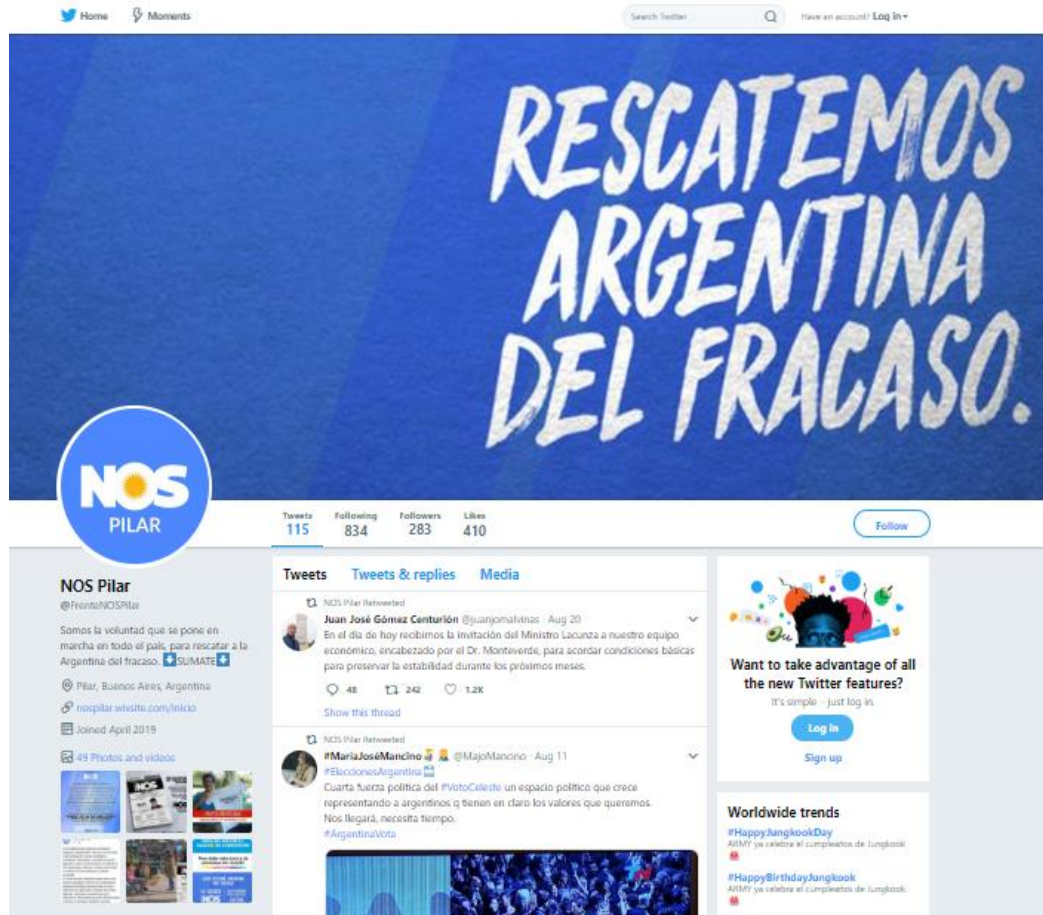 Home
Moments
Search Twitter
Have an account? Log in
RESCATEMOS
ARGENTINA
DEL FRACASO.
NOS
PILAR
Tweets
115
Following
834
Followers
283
Likes
410
Follow
NOS Pilar
@FrenteNOSPilar
Somos la voluntad que se pone en
marcha en todo el país, para rescatar a la
Argentina del fracaso. SUMATE
Pilar, Buenos Aires, Argentina
nospilar.wixsite.com/inicio
Joined April 2019
49 Photos and videos
Tweets Tweets & replies Media
NOS Pilar Retweeted
Juan José Gómez Centurión @juanjomalvinas · Aug 20
En el día de hoy recibimos la invitación del Ministro Lacunza a nuestro equipo
económico, encabezado por el Dr. Monteverde, para acordar condiciones básicas
para preservar la estabilidad durante los próximos meses.
48 242 1.2K
Show this thread
NOS Pilar Retweeted
#MariaJoséMancino @MajoMancino · Aug 11
#EleccionesArgentina
Cuarta fuerza política del #VotoCeleste un espacio político que crece
representando a argentinos q tienen en claro los valores que queremos.
Nos llegará, necesita tiempo.
#ArgentinaVota
Want to take advantage of all
the new Twitter features?
It's simple – just log in.
Log in
Sign up
Worldwide trends
#HappyJungkookDay
ARMY ya celebra el cumpleaños de Jungkook
#HappyBirthdayJungkook
ARMY ya celebra el cumpleaños de Jungkook